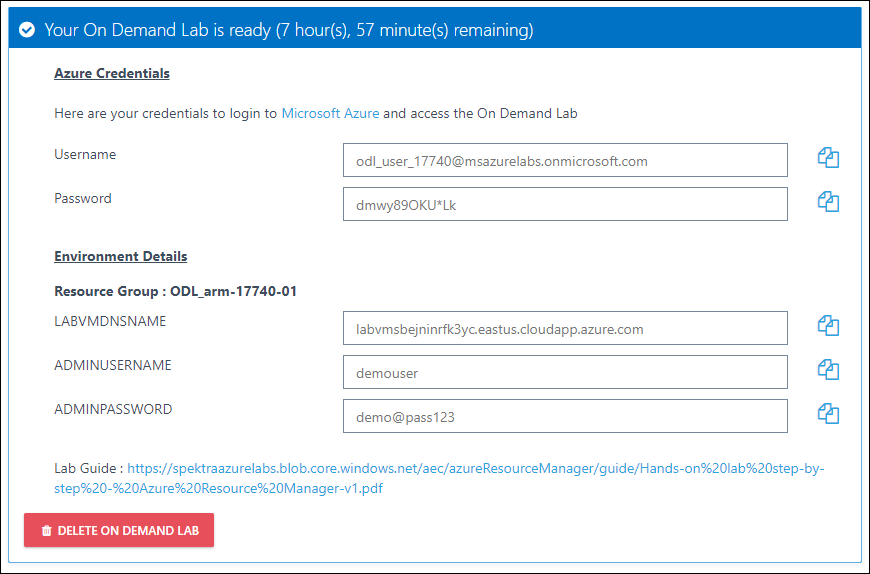 Your On Demand Lab is ready (7 hour(s), 57 minute(s) remaining)
Azure Credentials
Here are your credentials to login to Microsoft Azure and access the On Demand Lab
Username
odl_user_17740@msazurelabs.onmicrosoft.com
Password
dmwy89OKU*Lk
Environment Details
Resource Group : ODL_arm-17740-01
LABVMDNSNAME
labvmsbejninrfk3yc.eastus.cloudapp.azure.com
ADMINUSERNAME
demouser
ADMINPASSWORD
demo@pass123
Lab Guide : https://spektraazurelabs.blob.core.windows.net/aec/azureResourceManager/guide/Hands-on%20lab%20step-by-
step%20-%20Azure%20Resource%20Manager-v1.pdf
DELETE ON DEMAND LAB